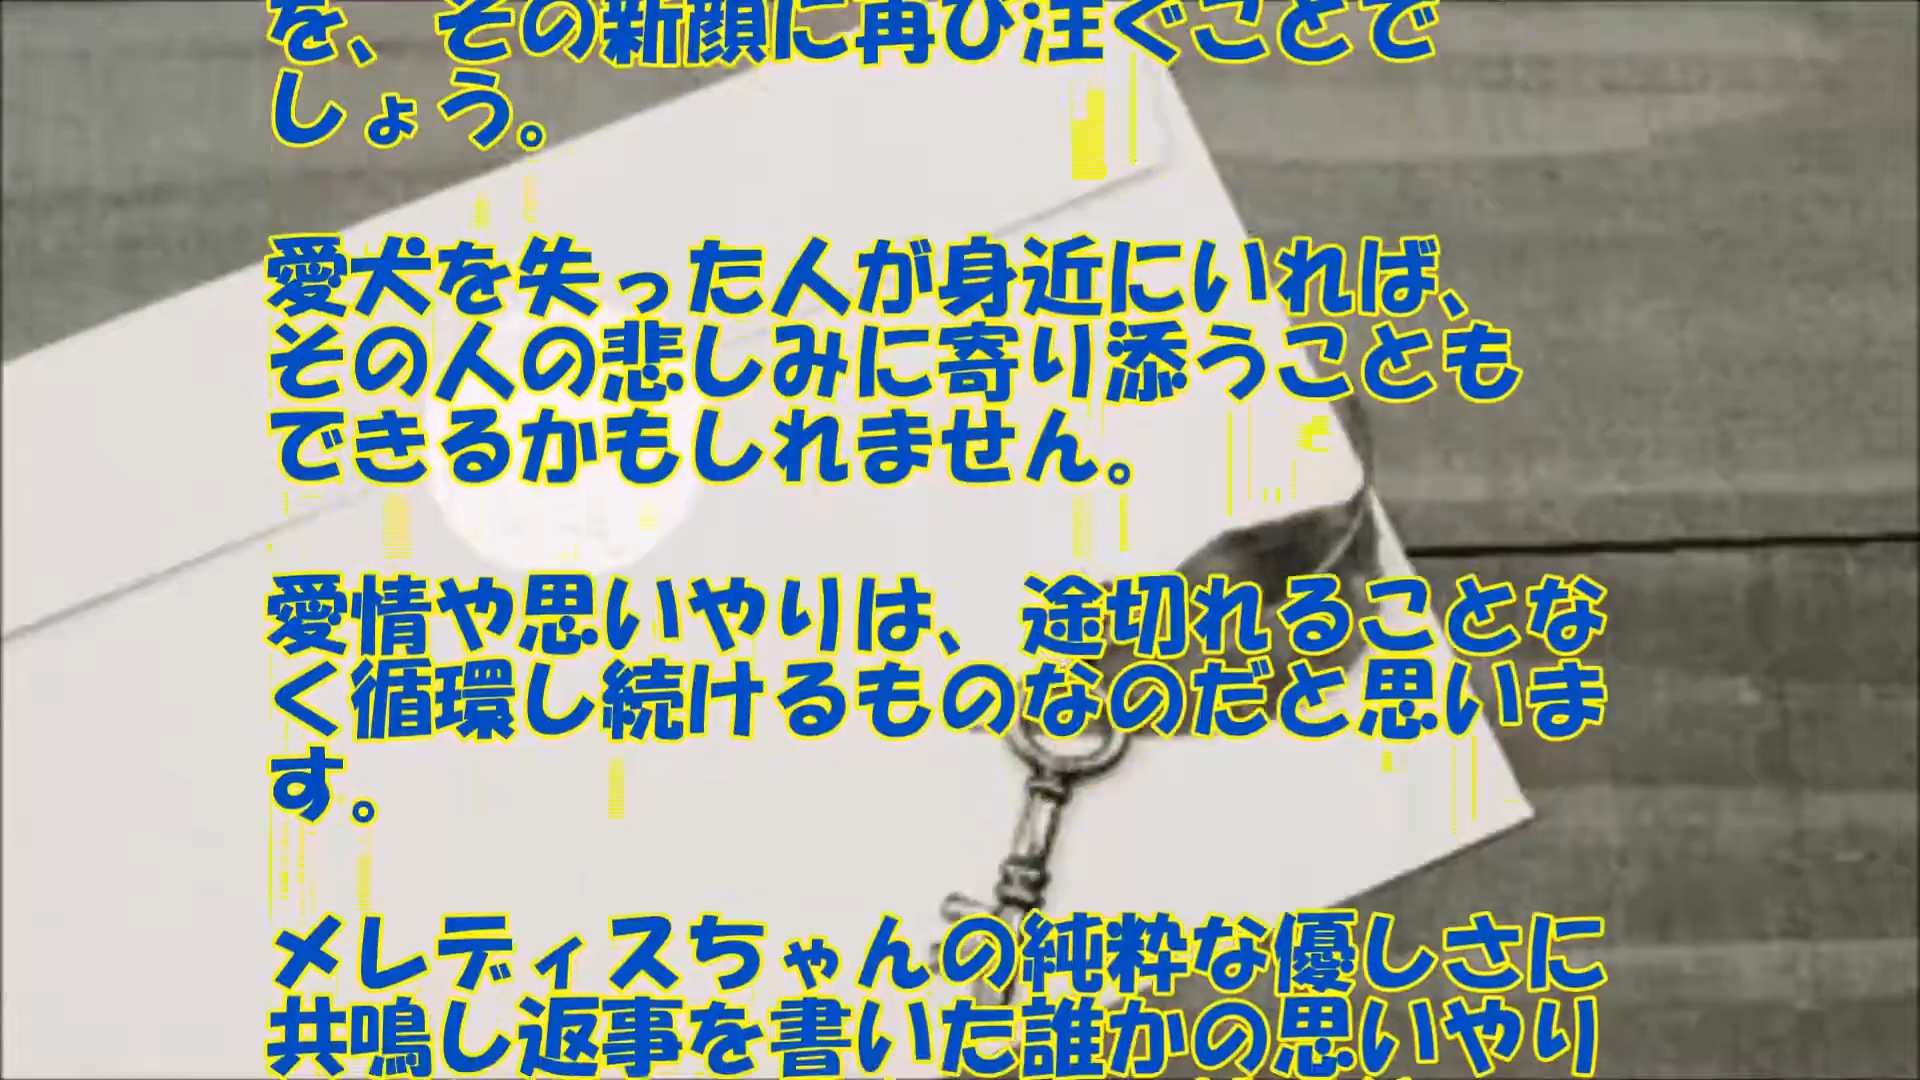 を、その新顔に再び注ぐことで
しょう。
愛犬を失った人が身近にいれば、
その人の悲しみに寄り添うことも
できるかもしれません。
愛情や思いやりは、途切れることな
く循環し続けるものなのだと思いま
す。
メレディスちゃんの純粋な優しさに
共鳴し返事を書いた誰かの思いやり